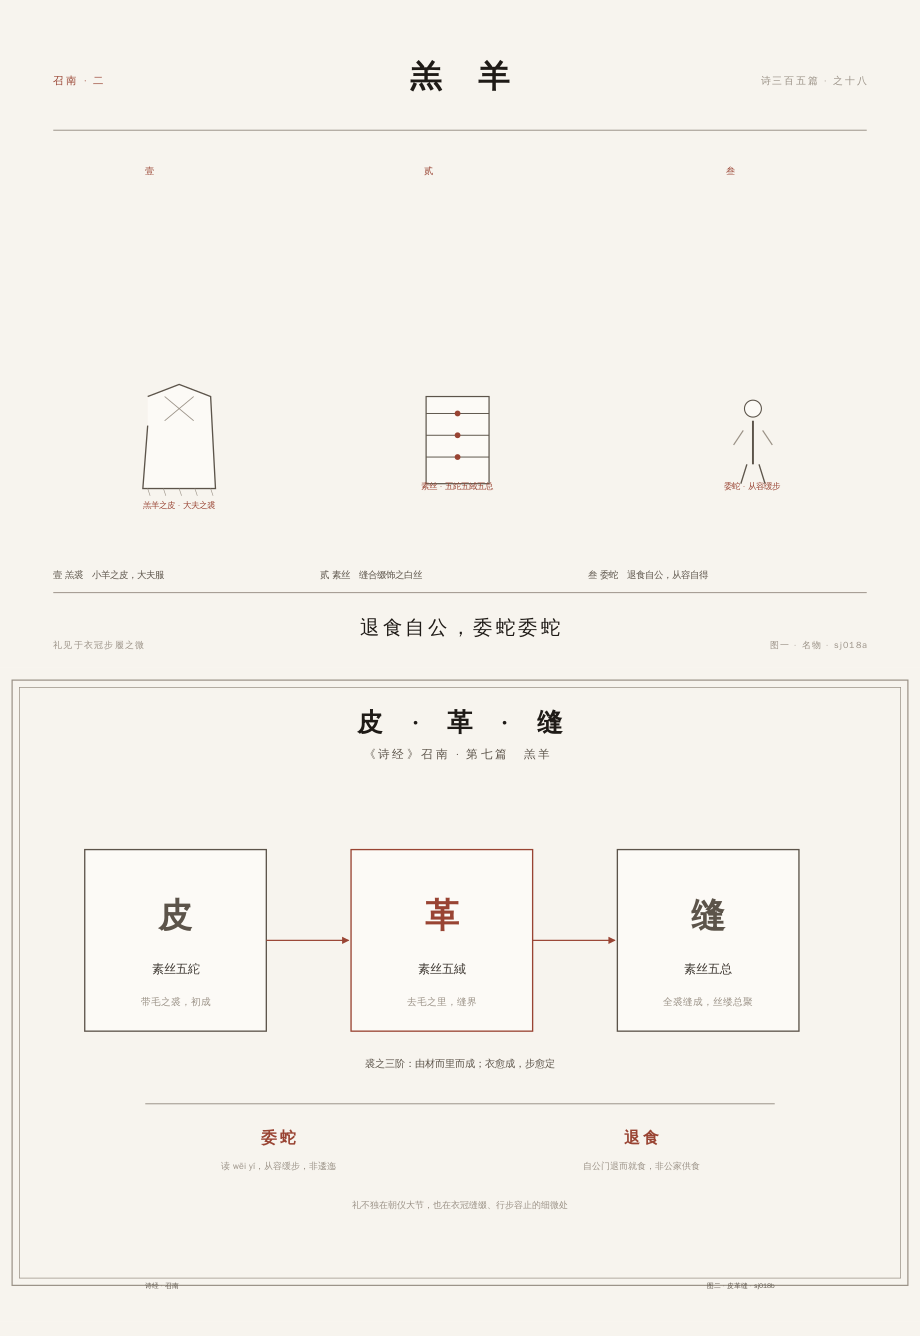 召南 · 二
羔 羊
诗三百五篇 · 之十八
壹
贰
叁
羔羊之皮 · 大夫之裘
素丝 · 五紽五緎五总
委蛇 · 从容缓步
壹 羔裘 小羊之皮，大夫服
贰 素丝 缝合缀饰之白丝
叁 委蛇 退食自公，从容自得
退食自公，委蛇委蛇
礼见于衣冠步履之微
图一 · 名物 · sj018a
皮 · 革 · 缝
《诗经》召南 · 第七篇 羔羊
皮
素丝五紽
带毛之裘，初成
革
素丝五緎
去毛之里，缝界
缝
素丝五总
全裘缝成，丝缕总聚
裘之三阶：由材而里而成；衣愈成，步愈定
委蛇
读 wēi yí，从容缓步，非逶迤
退食
自公门退而就食，非公家供食
礼不独在朝仪大节，也在衣冠缝缀、行步容止的细微处
诗经 · 召南
图二 · 皮革缝 · sj018b